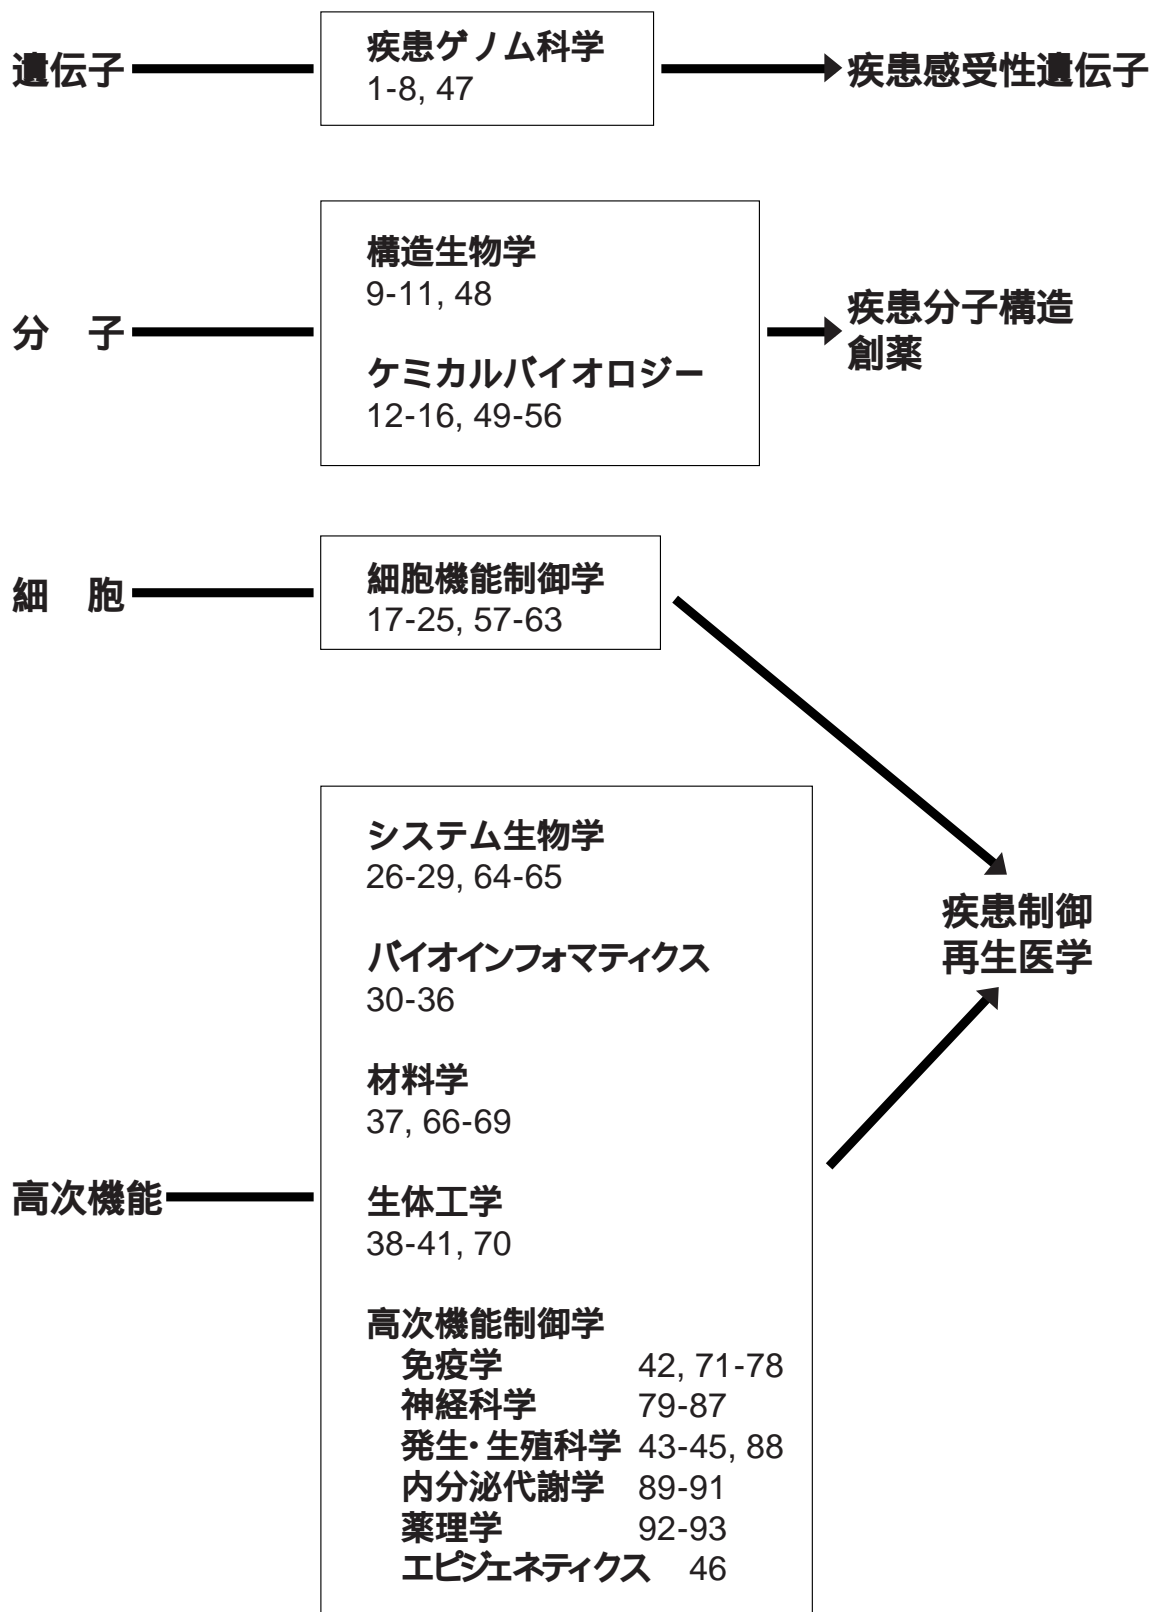 遺伝子
疾患ゲノム科学
1-8, 47
疾患感受性遺伝子
分　子
構造生物学
9-11, 48
ケミカルバイオロジー
12-16, 49-56
疾患分子構造
創薬
細　胞
細胞機能制御学
17-25, 57-63
高次機能
システム生物学
26-29, 64-65
バイオインフォマティクス
30-36
材料学
37, 66-69
生体工学
38-41, 70
高次機能制御学
免疫学 42, 71-78
神経科学 79-87
発生・生殖科学 43-45, 88
内分泌代謝学 89-91
薬理学 92-93
エピジェネティクス 46
疾患制御
再生医学